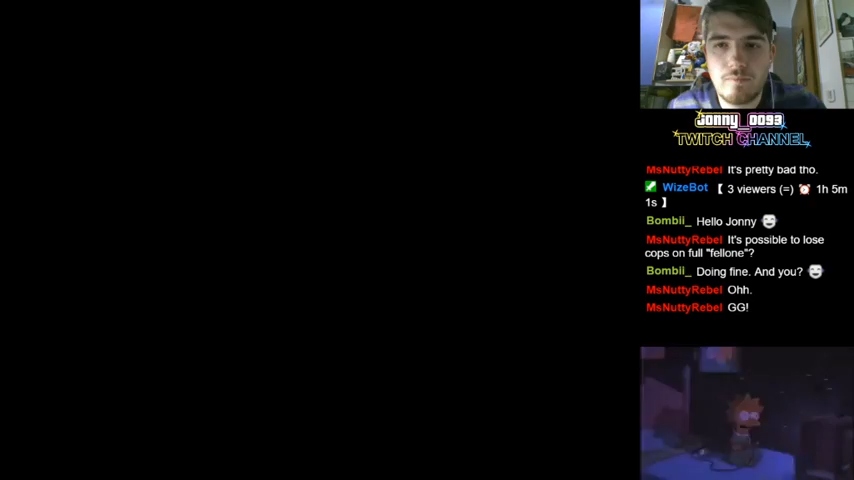 Jonny_0093
TWITCH CHANNEL
MsNuttyRebel It's pretty bad tho.
WizeBot 【 3 viewers (=) ⏰ 1h 5m
1s 】
Bombii_ Hello Jonny
MsNuttyRebel It's possible to lose
cops on full "fellone"?
Bombii_ Doing fine. And you?
MsNuttyRebel Ohh.
MsNuttyRebel GG!